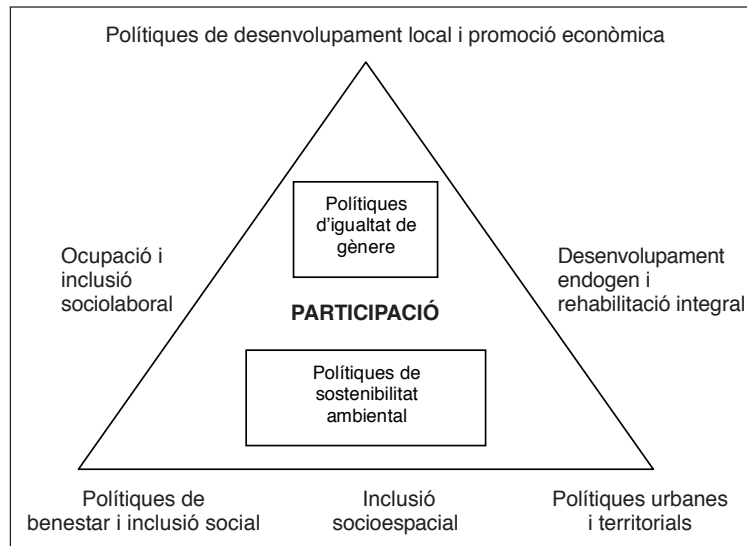 Polítiques de desenvolupament local i promoció econòmica
Polítiques
d'igualtat de
gènere
Ocupació i
inclusió
sociolaboral
Desenvolupament
endogen i
rehabilitació integral
PARTICIPACIÓ
Polítiques de
sostenibilitat
ambiental
Polítiques de
benestar i inclusió social
Inclusió
socioespacial
Polítiques urbanes
i territorials